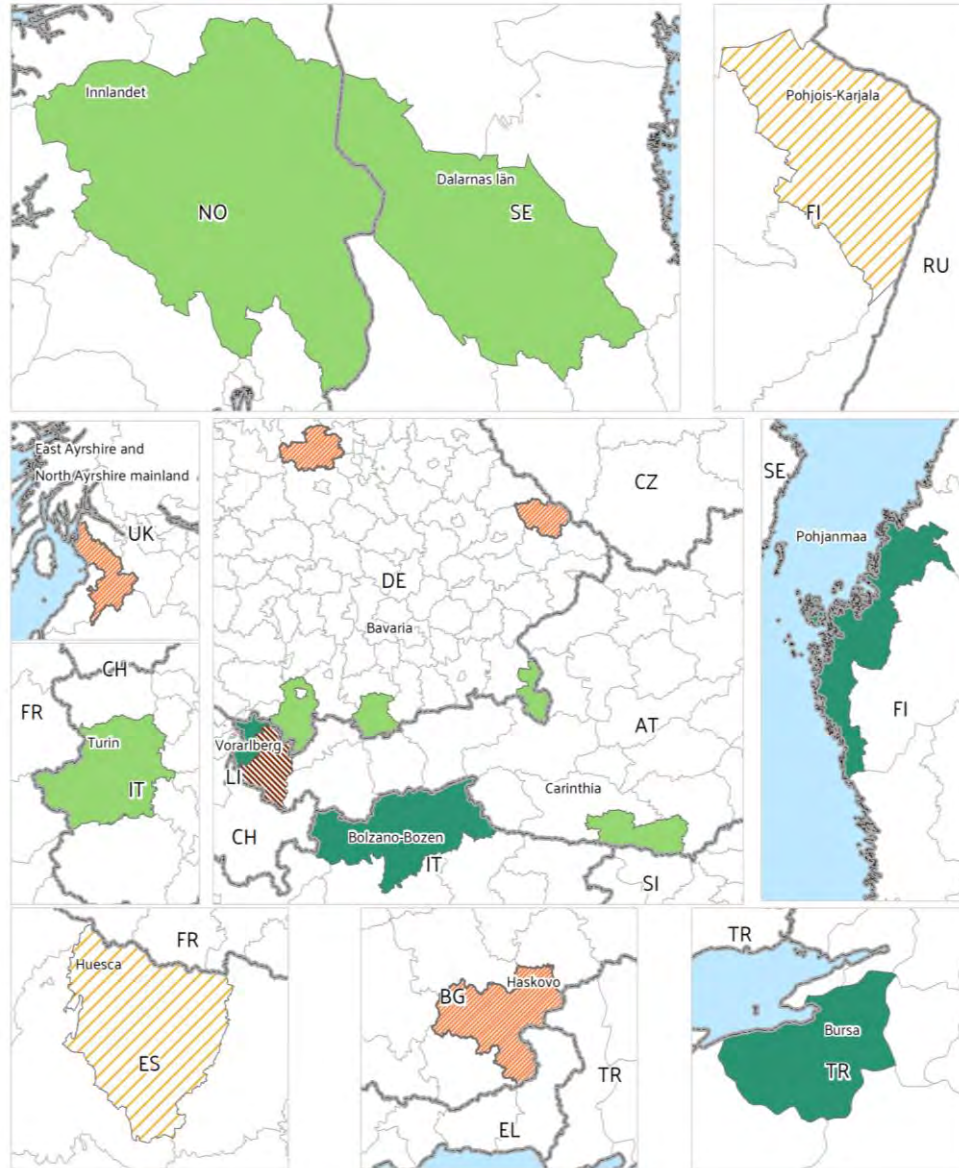 Innlandet
NO
Dalarnas län
SE
Pohjois-Karjala
FI
RU
East Ayrshire and
North Ayrshire mainland
UK
CH
FR
Turin
IT
CZ
DE
Bavaria
AT
Vorarlberg
LI
Carinthia
CH
Bolzano-Bozen
IT
SI
SE
Pohjanmaa
FI
FR
Huesca
ES
Haskovo
BG
TR
EL
TR
Bursa
TR